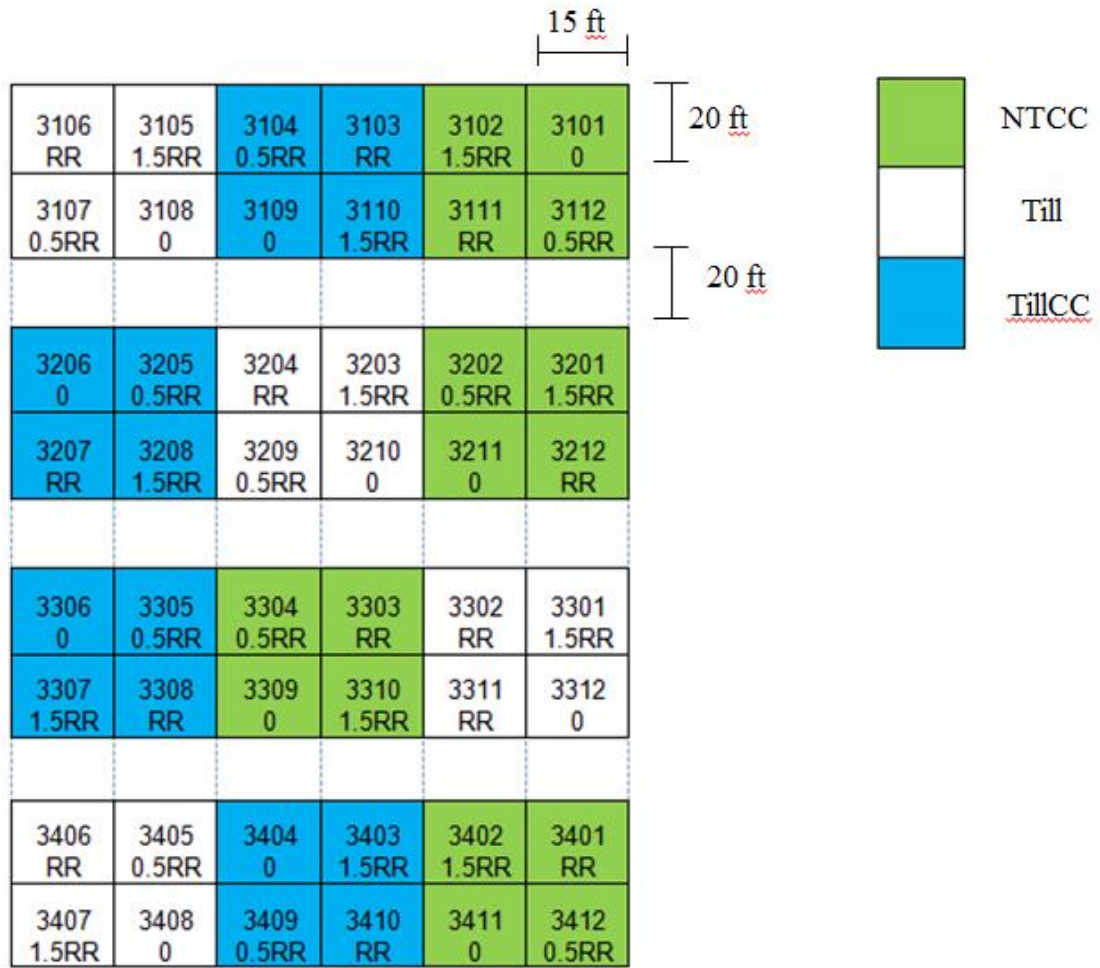 15 ft
3106 3105 3104 3103 3102 3101
RR 1.5RR 0.5RR RR 1.5RR 0
20 ft
3107 3108 3109 3110 3111 3112
0.5RR 0 0 1.5RR RR 0.5RR
20 ft
3206 3205 3204 3203 3202 3201
0 0.5RR RR 1.5RR 0.5RR 1.5RR
3207 3208 3209 3210 3211 3212
RR 1.5RR 0.5RR 0 0 RR
3306 3305 3304 3303 3302 3301
0 0.5RR 0.5RR RR RR 1.5RR
3307 3308 3309 3310 3311 3312
1.5RR RR 0 1.5RR RR 0
3406 3405 3404 3403 3402 3401
RR 0.5RR 0 1.5RR 1.5RR RR
3407 3408 3409 3410 3411 3412
1.5RR 0 0.5RR RR 0 0.5RR
NTCC
Till
TillCC